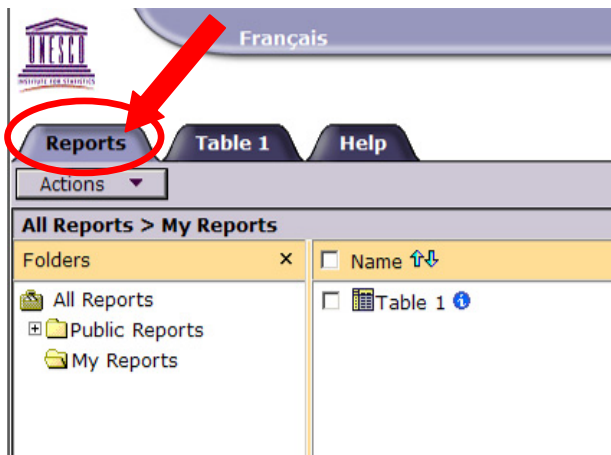 UNESCO
INSTITUTE FOR STATISTICS
Français
Reports
Table 1
Help
Actions
All Reports > My Reports
Folders
Name
All Reports
Table 1
Public Reports
My Reports